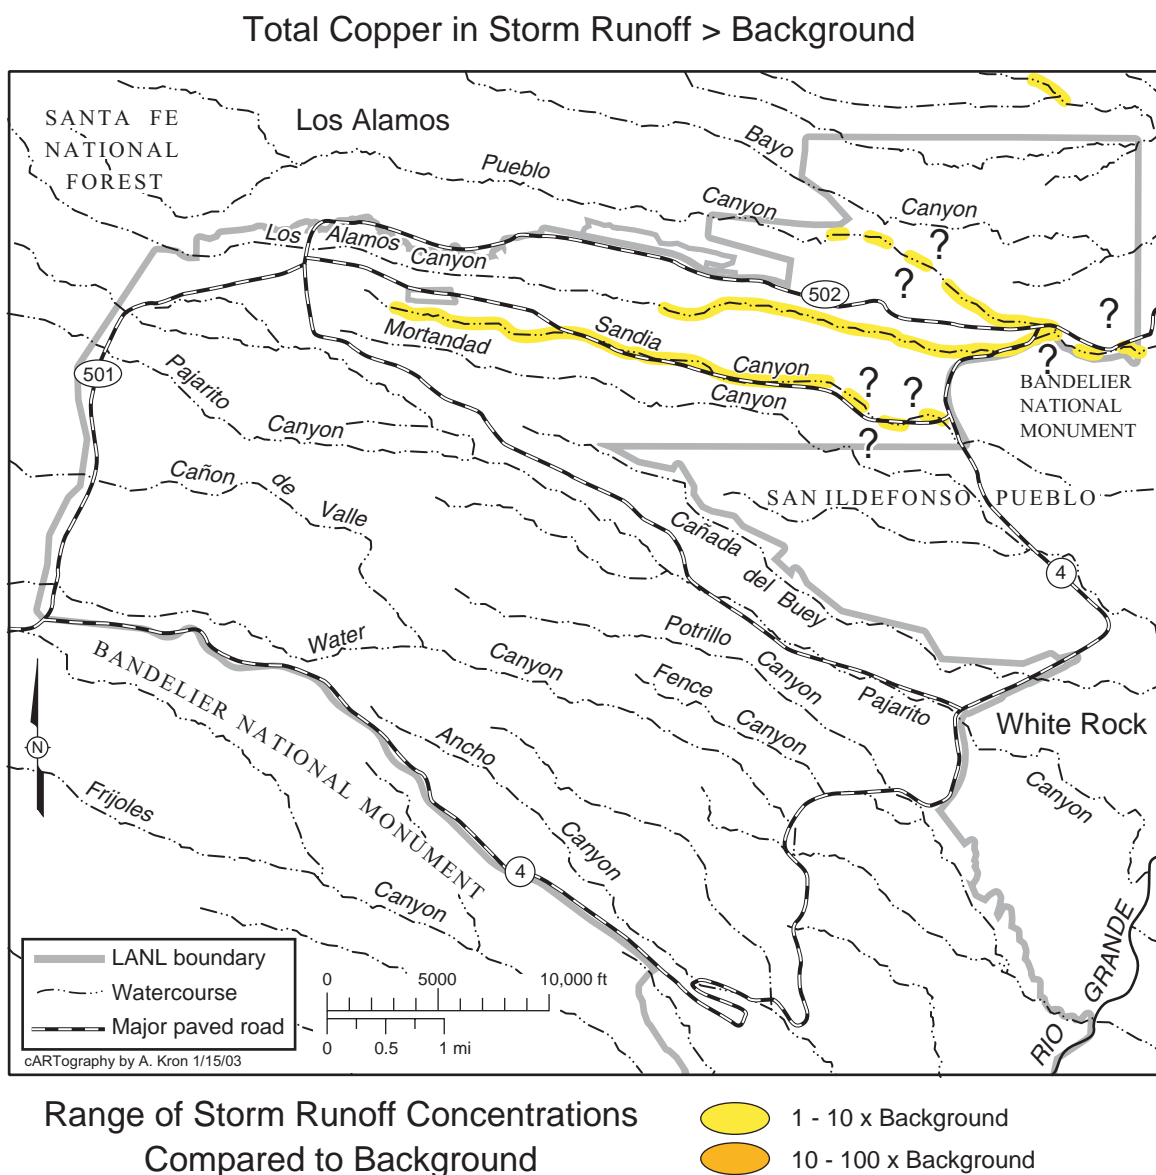 Total Copper in Storm Runoff > Background
SANTA FE
NATIONAL
FOREST
Los Alamos
Bayo
Pueblo
Canyon
Canyon
Los Alamos
Canyon
?
?
502
?
Sandia
Mortandad
Canyon
?
501
Pajarito
Canyon
?
?
?
BANDELIER
NATIONAL
MONUMENT
Canyon
Cañon de
Valle
SAN ILDEFONSO PUEBLO
Cañada
del Buey
4
Water
Canyon
Potrillo
Canyon
Fence
Canyon
Pajarito
BANDELIER NATIONAL MONUMENT
White Rock
N
Ancho
Canyon
Canyon
Frijoles
Canyon
4
RIO GRANDE
LANL boundary
Watercourse
Major paved road
cARTography by A. Kron 1/15/03
0 5000 10,000 ft
0 0.5 1 mi
Range of Storm Runoff Concentrations
Compared to Background
1 - 10 x Background
10 - 100 x Background